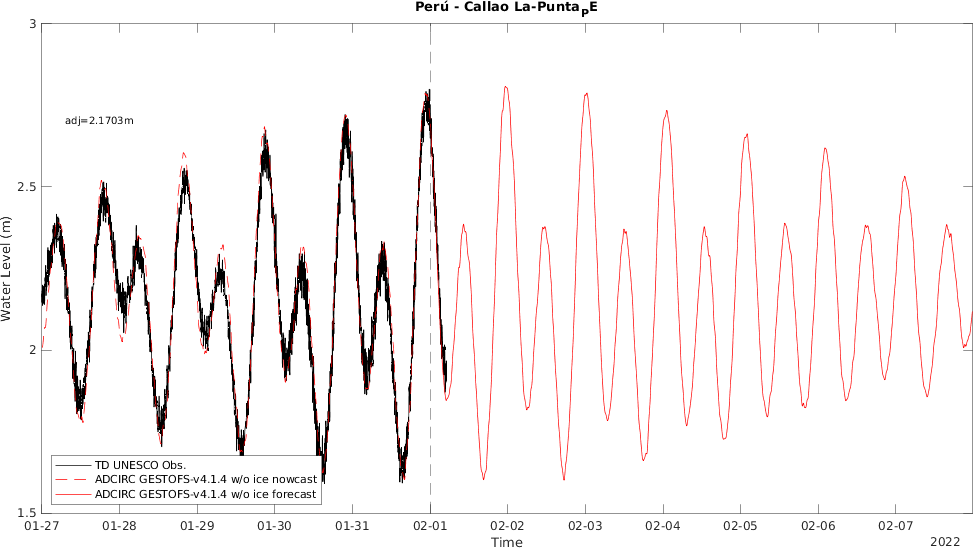 Perú - Callao La-Punta_PE
3
adj=2.1703m
2.5
Water Level (m)
2
TD UNESCO Obs.
ADCIRC GESTOFS-v4.1.4 w/o ice nowcast
ADCIRC GESTOFS-v4.1.4 w/o ice forecast
1.5
01-27 01-28 01-29 01-30 01-31 02-01 02-02 02-03 02-04 02-05 02-06 02-07
Time
2022